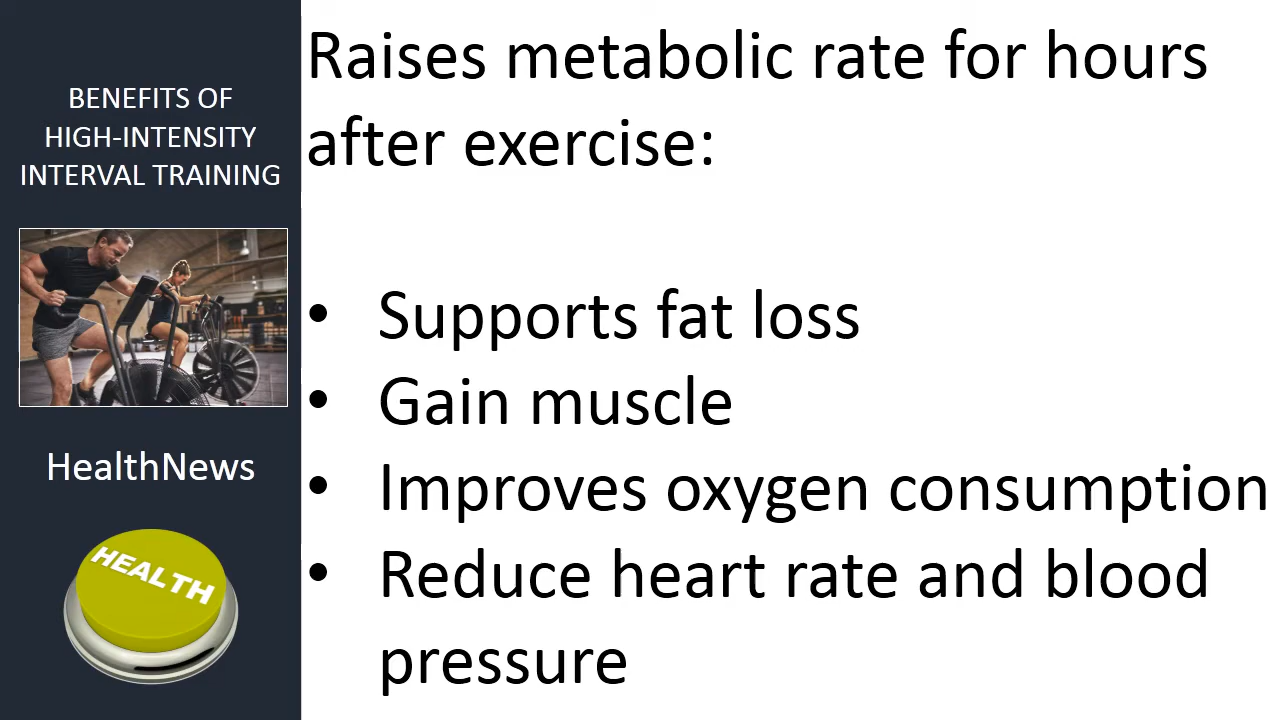 BENEFITS OF
HIGH-INTENSITY
INTERVAL TRAINING
HealthNews
HEALTH
Raises metabolic rate for hours
after exercise:
• Supports fat loss
• Gain muscle
• Improves oxygen consumption
• Reduce heart rate and blood
pressure